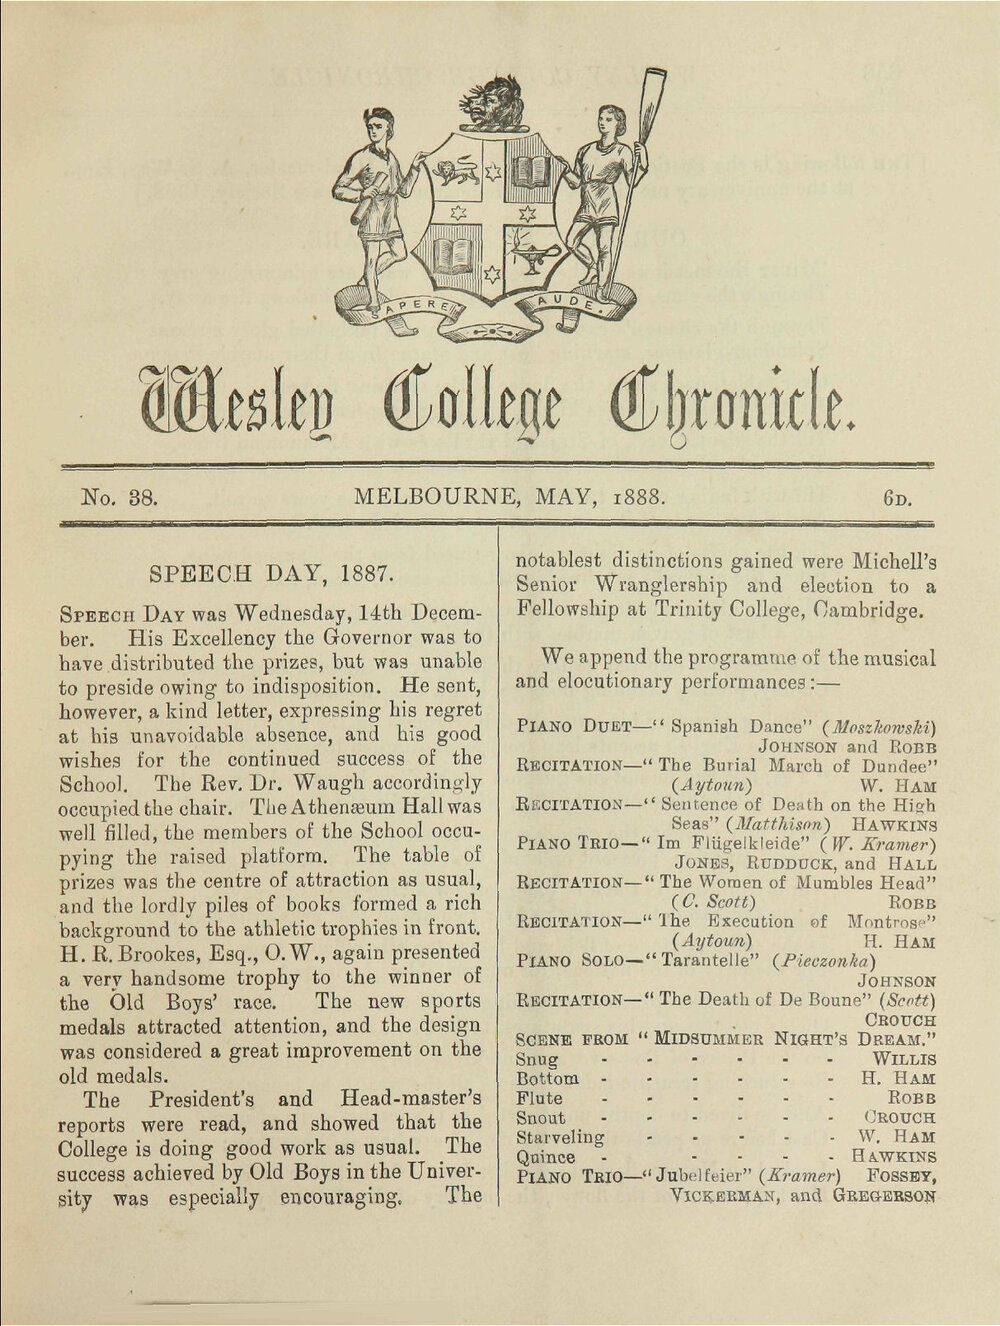 SAPERE AUDE.
Wesley College Chronicle.
No. 38. MELBOURNE, MAY, 1888. 6D.
SPEECH DAY, 1887.
SPEECH DAY was Wednesday, 14th Decem-
ber. His Excellency the Governor was to
have distributed the prizes, but was unable
to preside owing to indisposition. He sent,
however, a kind letter, expressing his regret
at his unavoidable absence, and his good
wishes for the continued success of the
School. The Rev. Dr. Waugh accordingly
occupied the chair. The Athenæum Hall was
well filled, the members of the School occu-
pying the raised platform. The table of
prizes was the centre of attraction as usual,
and the lordly piles of books formed a rich
background to the athletic trophies in front.
H. R. Brookes, Esq., O.W., again presented
a very handsome trophy to the winner of
the Old Boys' race. The new sports
medals attracted attention, and the design
was considered a great improvement on the
old medals.
The President's and Head-master's
reports were read, and showed that the
College is doing good work as usual. The
success achieved by Old Boys in the Univer-
sity was especially encouraging. The
notablest distinctions gained were Michell's
Senior Wranglership and election to a
Fellowship at Trinity College, Cambridge.
We append the programme of the musical
and elocutionary performances:—
PIANO DUET—"Spanish Dance" (Moszkowski)
JOHNSON and ROBB
RECITATION—"The Burial March of Dundee"
(Aytoun) W. HAM
RECITATION—"Sentence of Death on the High
Seas" (Matthison) HAWKINS
PIANO TRIO—"Im Flügelkleide" (W. Kramer)
JONES, RUDDUCK, and HALL
RECITATION—"The Women of Mumbles Head"
(C. Scott) ROBB
RECITATION—"The Execution of Montrose"
(Aytoun) H. HAM
PIANO SOLO—"Tarantelle" (Pieczonka)
JOHNSON
RECITATION—"The Death of De Boune" (Scott)
CROUCH
SCENE FROM "MIDSUMMER NIGHT'S DREAM."
Snug - - - - - - WILLIS
Bottom - - - - - - H. HAM
Flute - - - - - - ROBB
Snout - - - - - - CROUCH
Starveling - - - - - W. HAM
Quince - - - - - HAWKINS
PIANO TRIO—"Jubelfeier" (Kramer) FOSSEY,
VICKERMAN, and GREGERSON